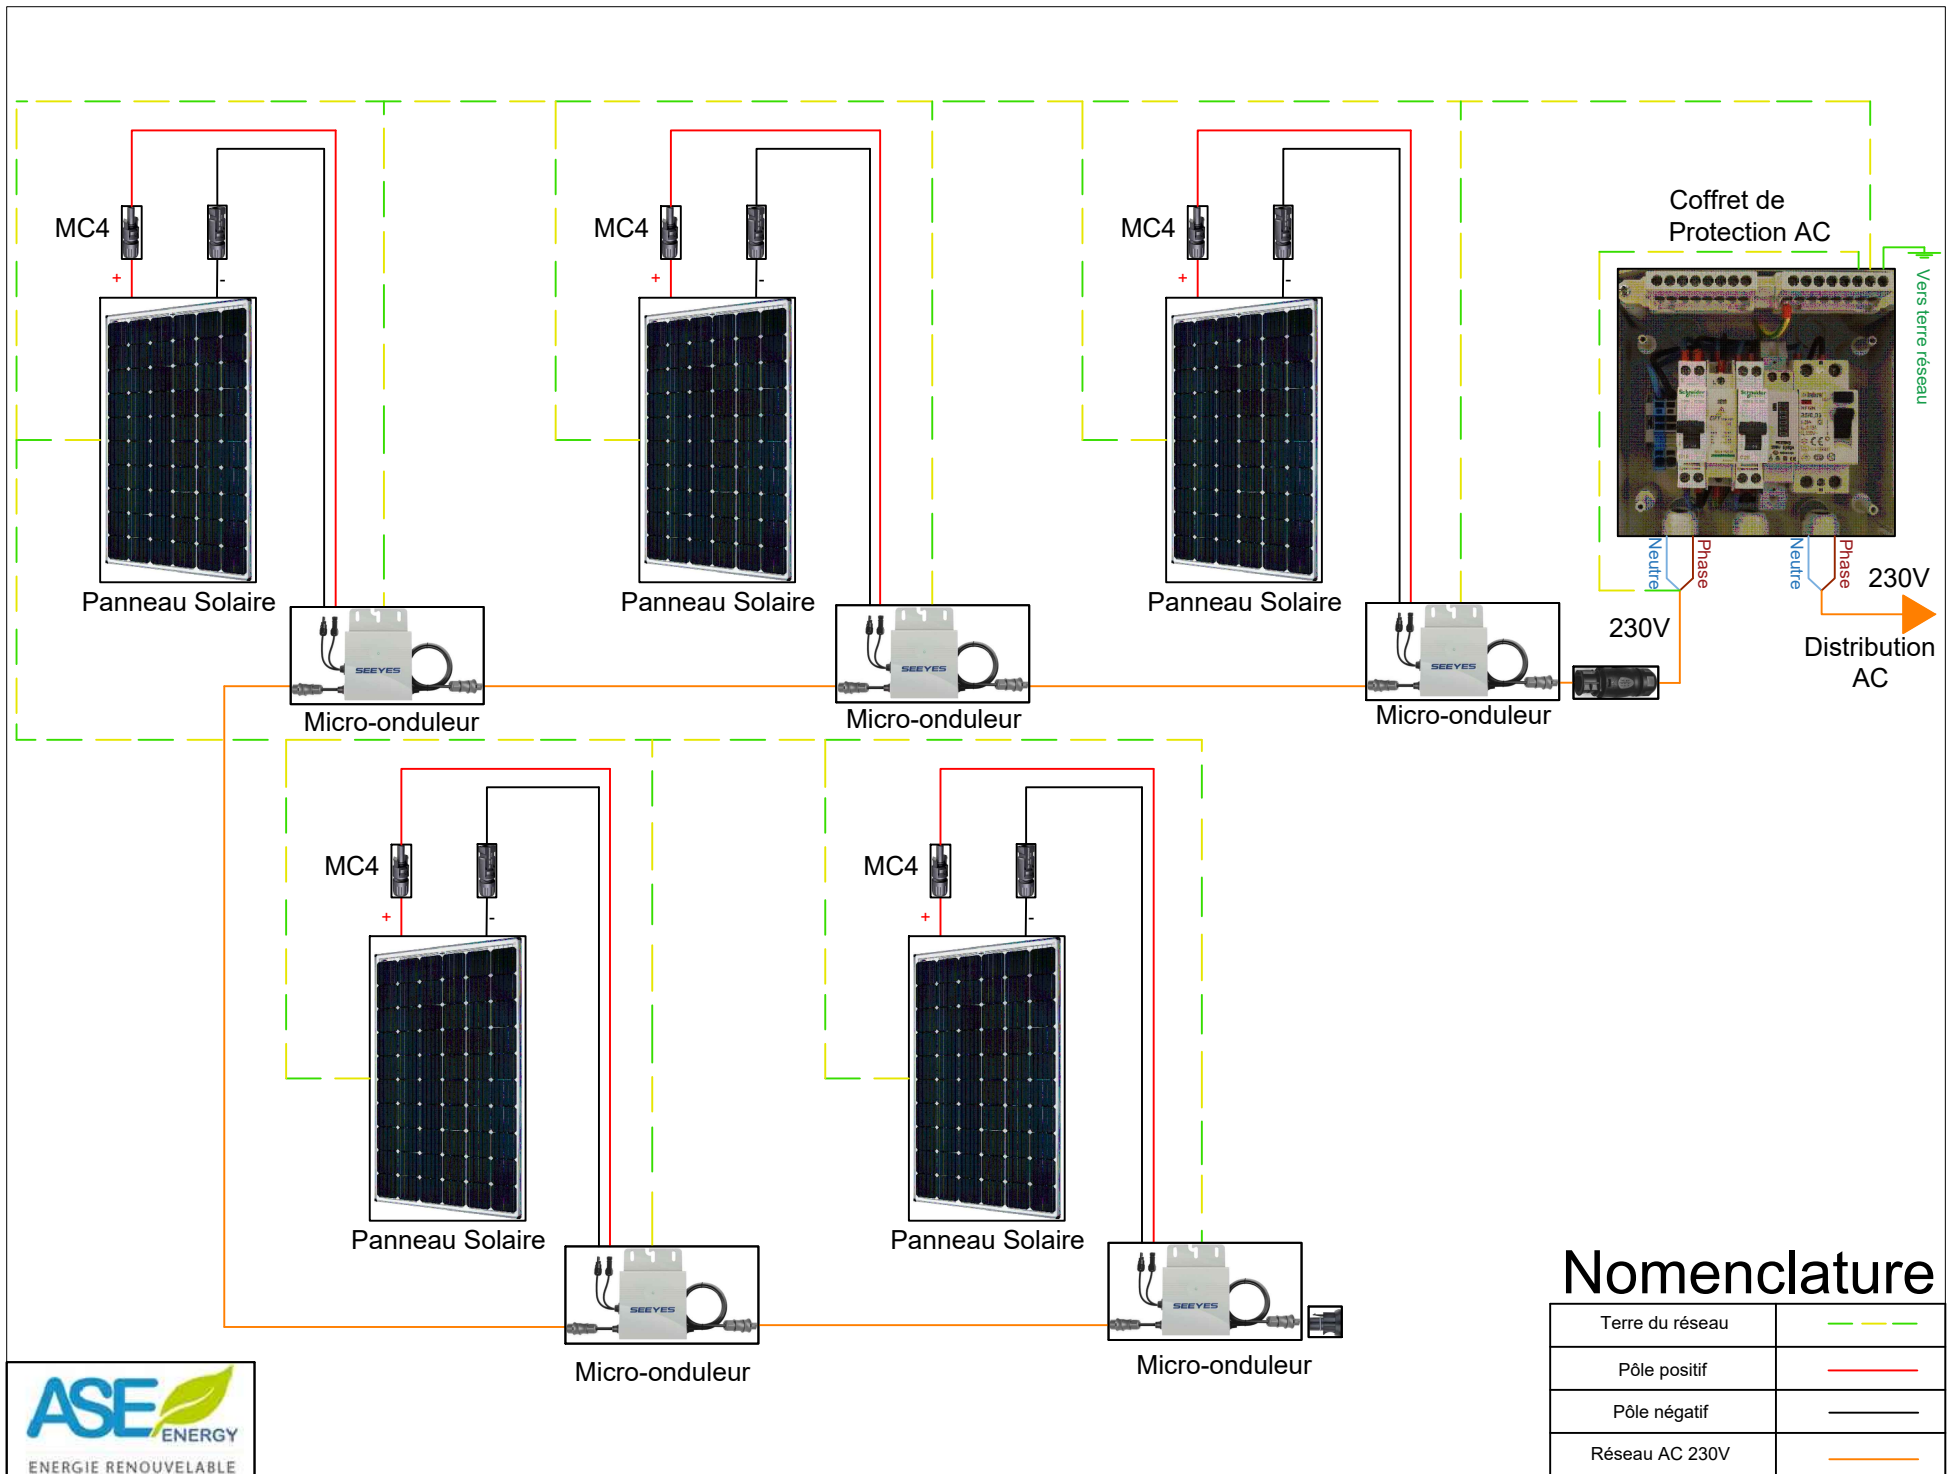 Coffret de
Protection AC
MC4
MC4
MC4
+
-
+
-
+
-
Vers terre réseau
Schneider
Schneider
Neutre
Phase
Neutre
Phase
230V
230V
Distribution
AC
Panneau Solaire
Panneau Solaire
Panneau Solaire
SEEYES
SEEYES
SEEYES
Micro-onduleur
Micro-onduleur
Micro-onduleur
MC4
MC4
+
-
+
-
Panneau Solaire
Panneau Solaire
SEEYES
SEEYES
Micro-onduleur
Micro-onduleur
Nomenclature
Terre du réseau
Pôle positif
Pôle négatif
Réseau AC 230V
ASE
ENERGY
ENERGIE RENOUVELABLE